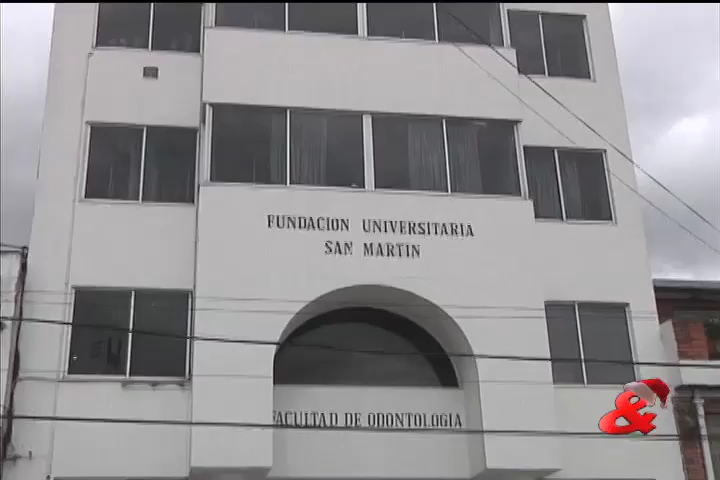 FUNDACION UNIVERSITARIA
SAN MARTIN
FACULTAD DE ODONTOLOGIA
&